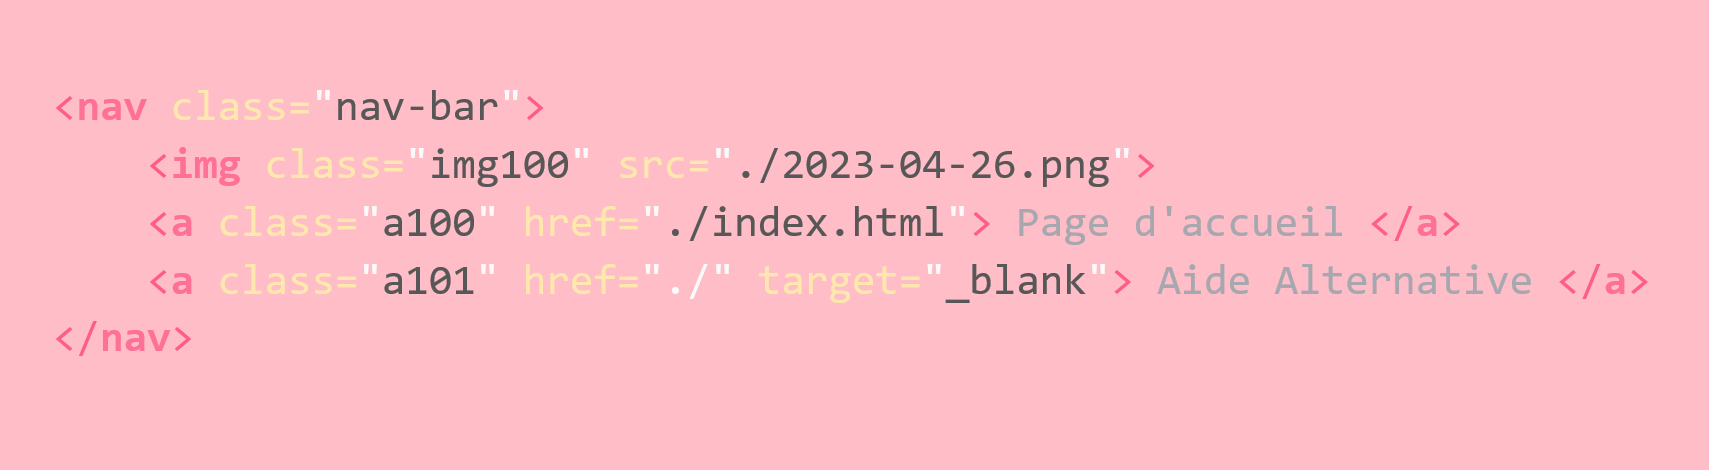 <nav class="nav-bar">
    <img class="img100" src="./2023-04-26.png">
    <a class="a100" href="./index.html"> Page d'accueil </a>
    <a class="a101" href="./" target="_blank"> Aide Alternative </a>
</nav>